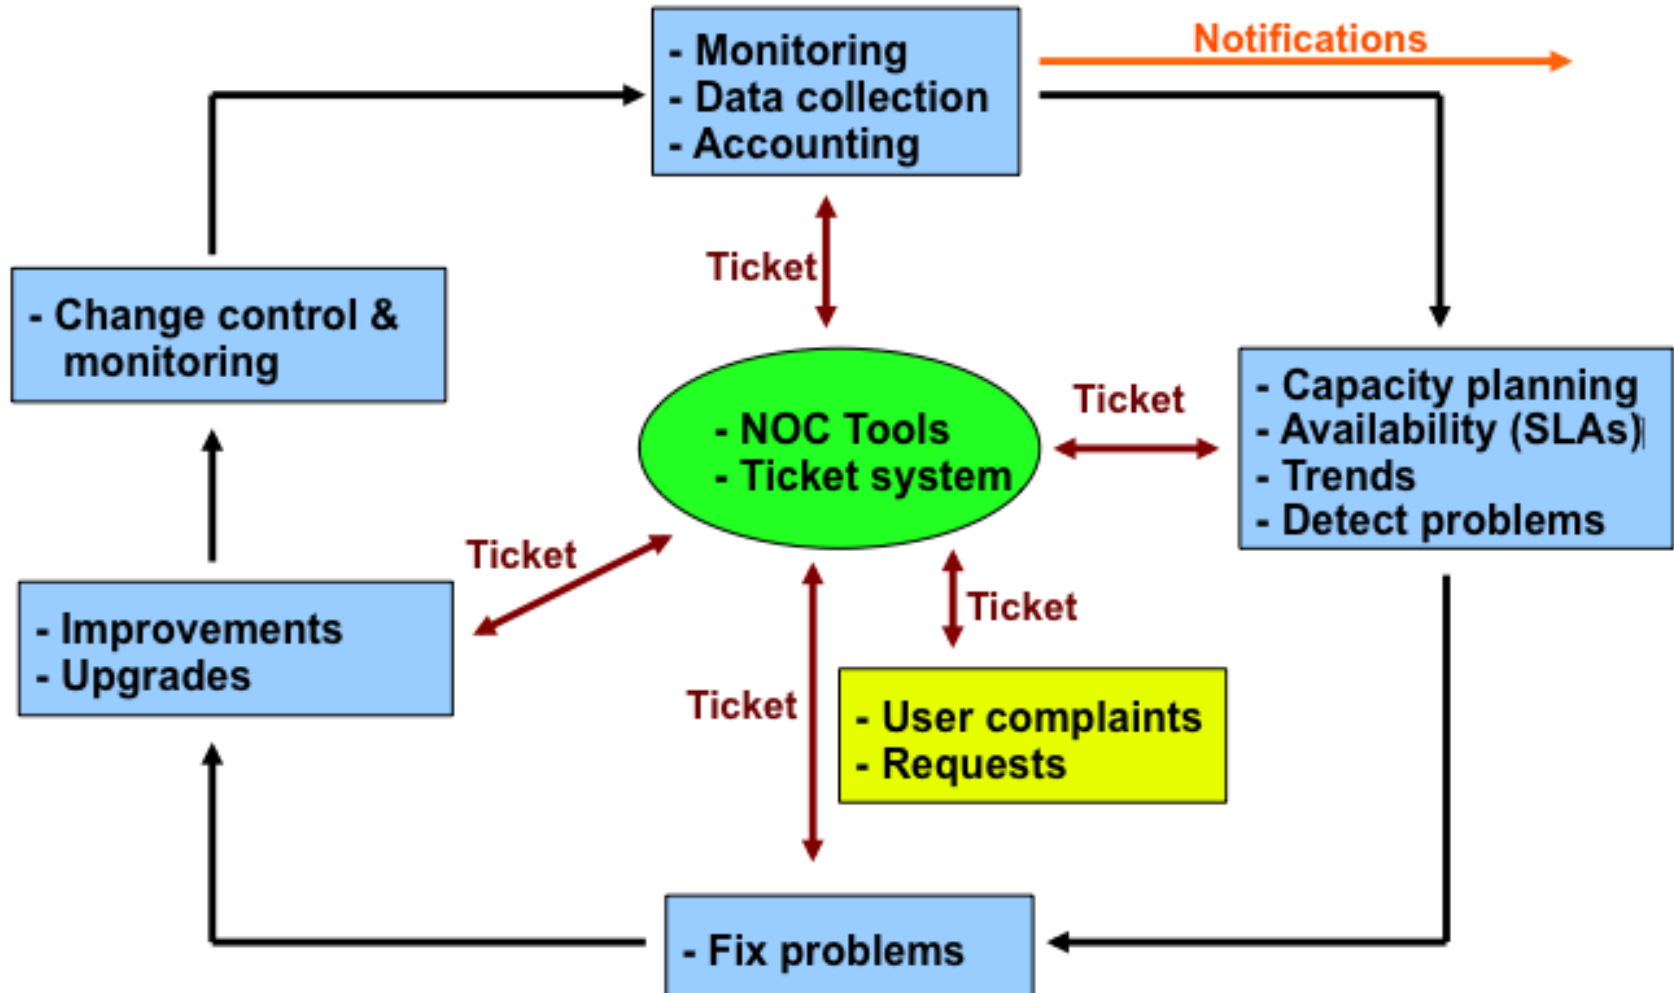 - Monitoring
- Data collection
- Accounting
Notifications
Ticket
- Change control &
monitoring
- NOC Tools
- Ticket system
Ticket
- Capacity planning
- Availability (SLAs)
- Trends
- Detect problems
Ticket
- Improvements
- Upgrades
Ticket
Ticket
- User complaints
- Requests
- Fix problems